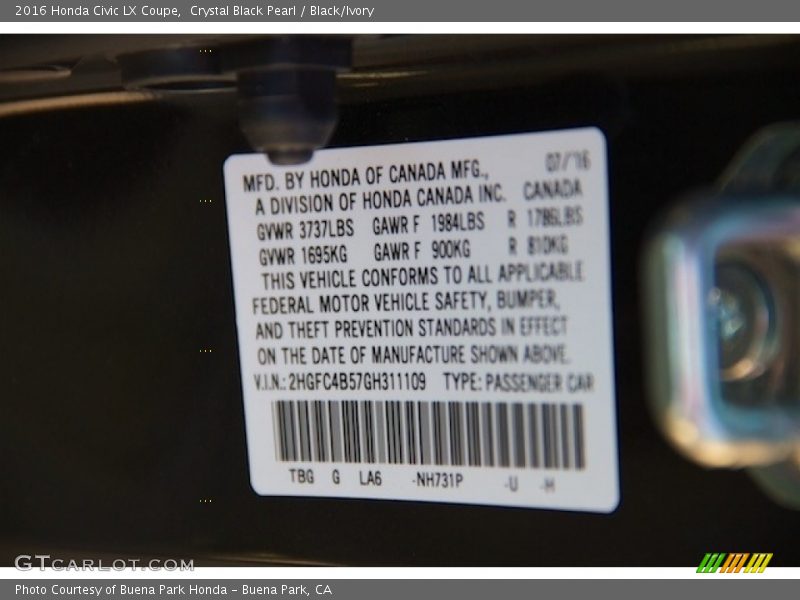 2016 Honda Civic LX Coupe,  Crystal Black Pearl / Black/Ivory
07/16
MFD. BY HONDA OF CANADA MFG.,
A DIVISION OF HONDA CANADA INC. CANADA
GVWR 3737LBS GAWR F 1984LBS R 1786LBS
GVWR 1695KG GAWR F 900KG R 810KG
THIS VEHICLE CONFORMS TO ALL APPLICABLE
FEDERAL MOTOR VEHICLE SAFETY, BUMPER,
AND THEFT PREVENTION STANDARDS IN EFFECT
ON THE DATE OF MANUFACTURE SHOWN ABOVE.
V.I.N.: 2HGFC4B57GH311109 TYPE: PASSENGER CAR
TBG G LA6 -NH731P -U -H
GTCARLOT.COM
Photo Courtesy of Buena Park Honda - Buena Park, CA